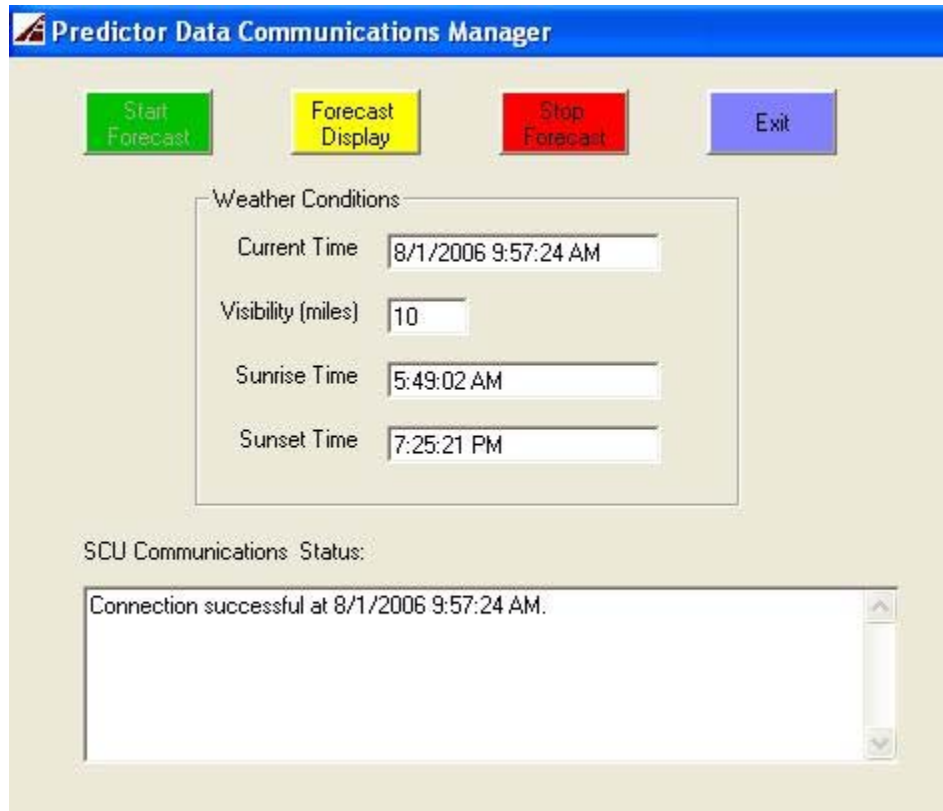 Predictor Data Communications Manager
Start
Forecast
Forecast
Display
Stop
Forecast
Exit
Weather Conditions
Current Time 8/1/2006 9:57:24 AM
Visibility (miles) 10
Sunrise Time 5:49:02 AM
Sunset Time 7:25:21 PM
SCU Communications Status:
Connection successful at 8/1/2006 9:57:24 AM.